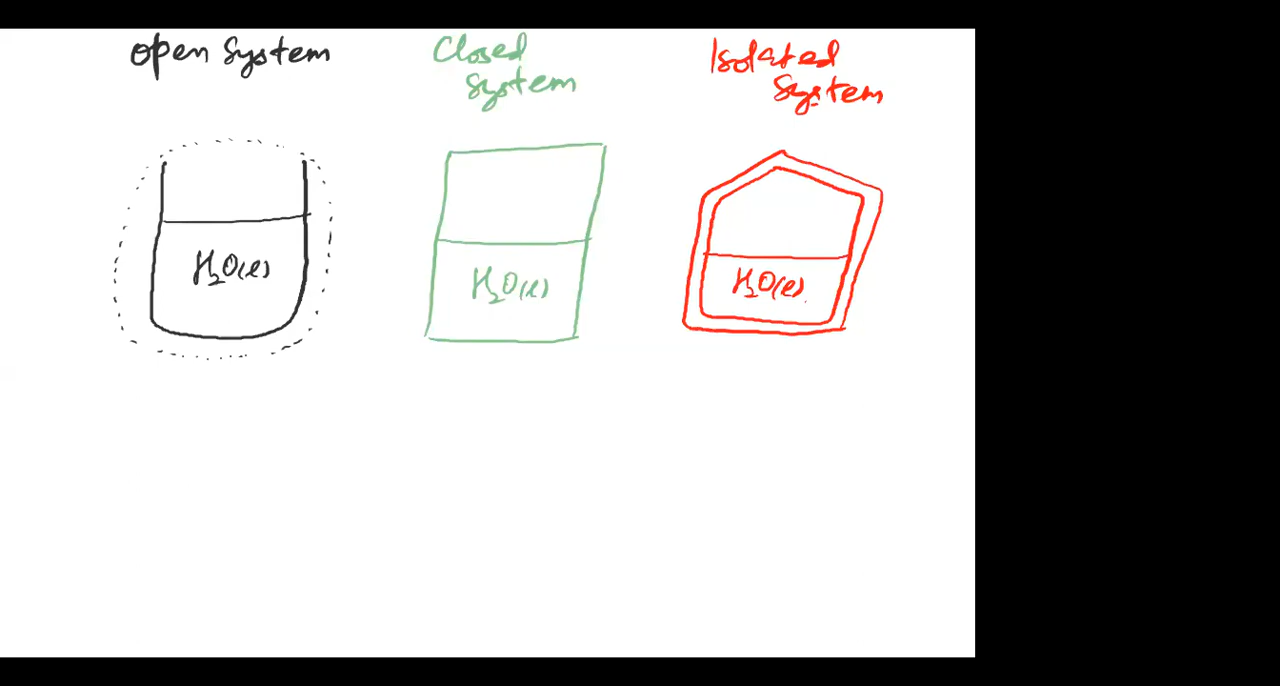 open System
Closed
System
Isolated
System
H₂O(l)
H₂O(l)
H₂O(l)